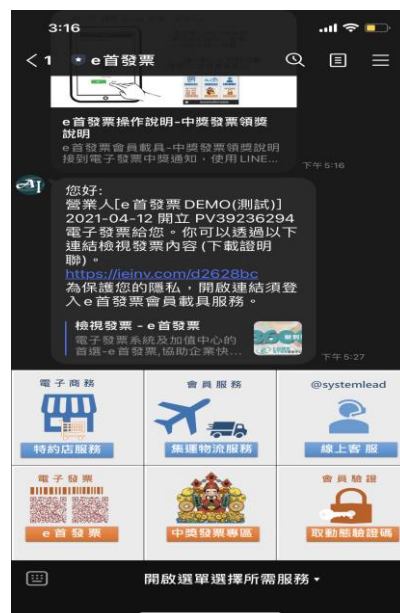 3:16
1
e首發票
e首發票操作說明-中獎發票領獎
說明
e首發票會員載具-中獎發票領獎說明
接到電子發票中獎通知，使用LINE...
下午5:16
您好:
營業人[e首發票DEMO(測試)]
2021-04-12 開立 PV39236294
電子發票給您。你可以透過以下
連結檢視發票內容(下載證明
聯)。
https://ieinv.com/d2628bc
為保護您的隱私，開啟連結須登
入e首發票會員載具服務。
檢視發票 – e首發票
電子發票系統及加值中心的
首選-e首發票,協助企業快...
下午5:27
電子商務
特約店服務
會員服務
集運物流服務
@systemlead
線上客服
電子發票
e首發票
中獎發票專區
會員驗證
取動態驗證碼
開啟選單選擇所需服務